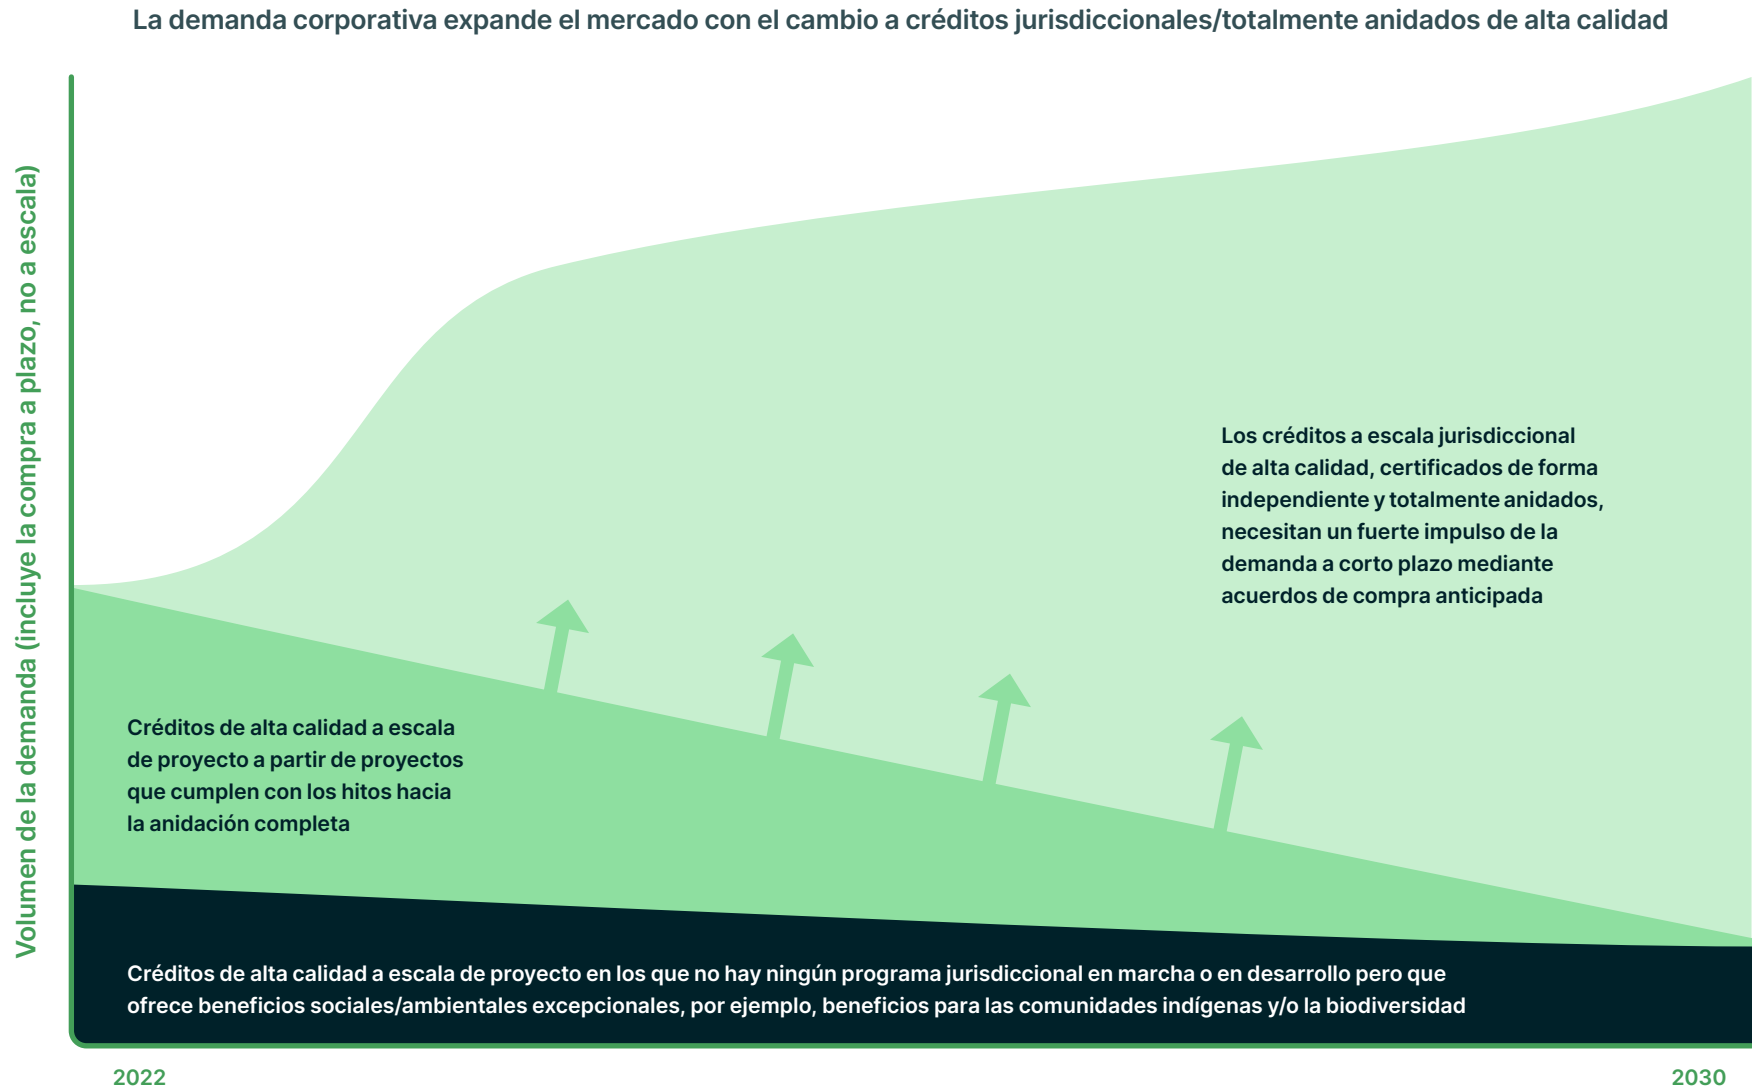 La demanda corporativa expande el mercado con el cambio a créditos jurisdiccionales/totalmente anidados de alta calidad
Volumen de la demanda (incluye la compra a plazo, no a escala)
Los créditos a escala jurisdiccional
de alta calidad, certificados de forma
independiente y totalmente anidados,
necesitan un fuerte impulso de la
demanda a corto plazo mediante
acuerdos de compra anticipada
Créditos de alta calidad a escala
de proyecto a partir de proyectos
que cumplen con los hitos hacia
la anidación completa
Créditos de alta calidad a escala de proyecto en los que no hay ningún programa jurisdiccional en marcha o en desarrollo pero que
ofrece beneficios sociales/ambientales excepcionales, por ejemplo, beneficios para las comunidades indígenas y/o la biodiversidad
2022
2030